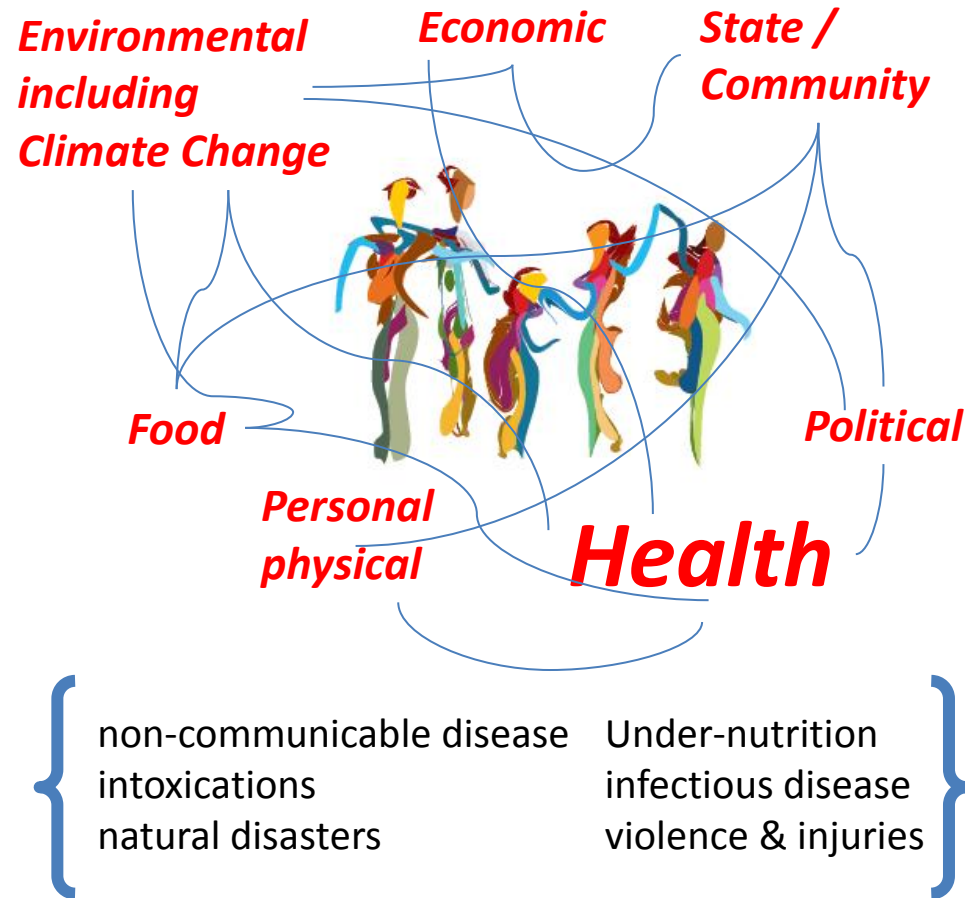 Environmental
including
Climate Change
Economic
State /
Community
Food
Political
Personal
physical
Health
non-communicable disease
intoxications
natural disasters
Under-nutrition
infectious disease
violence & injuries